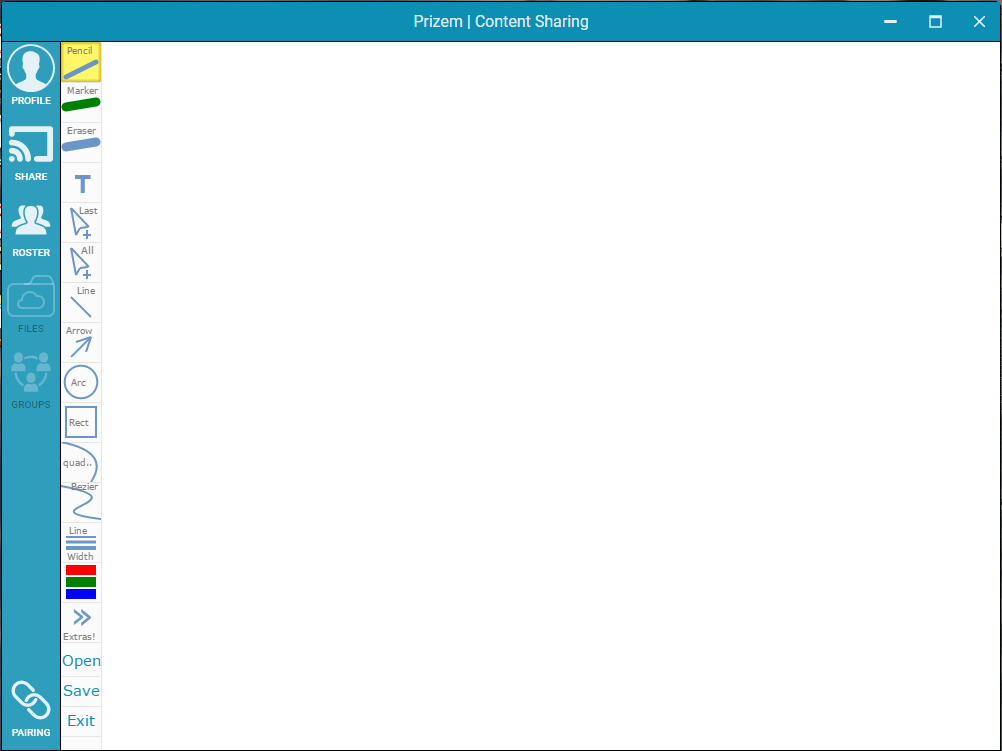 Prizem | Content Sharing
PROFILE
SHARE
ROSTER
FILES
GROUPS
PAIRING
Pencil
Marker
Eraser
T
Last
All
Line
Arrow
Arc
Rect
quad..
Bezier
Line
Width
Extras!
Open
Save
Exit